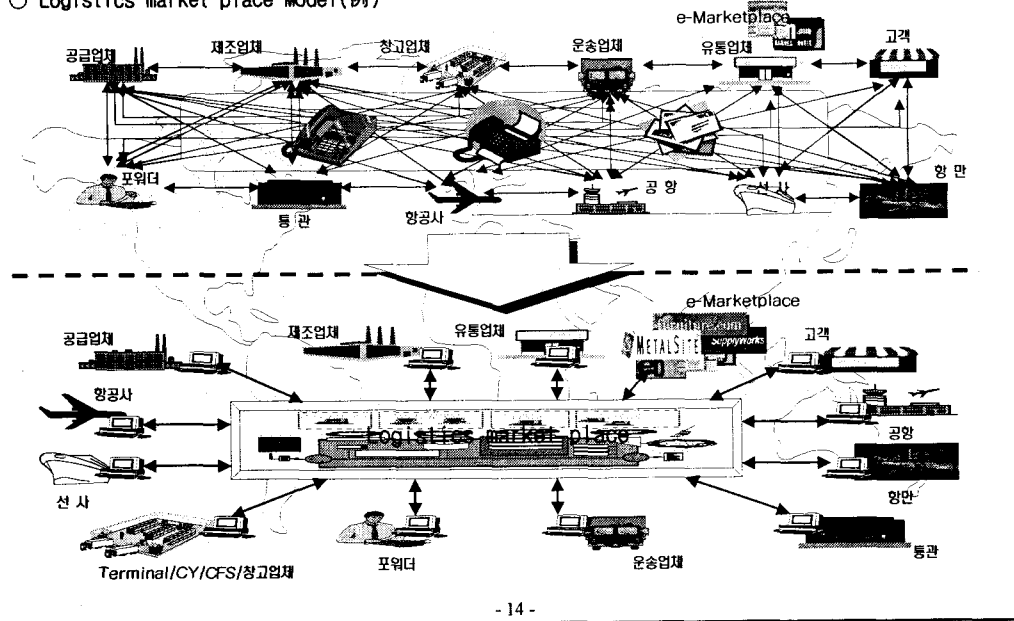 ○ Logistics market place Model(例)
e-Marketplace
공급업체
제조업체
창고업체
운송업체
유통업체
고객
포워더
통 관
항공사
공 항
선 사
항 만
e-Marketplace
공급업체
제조업체
유통업체
METALSITE
SupplyWorks
고객
항공사
Logistics market place
공항
선 사
항만
Terminal/CY/CFS/창고업체
포워더
운송업체
통관
- 14 -